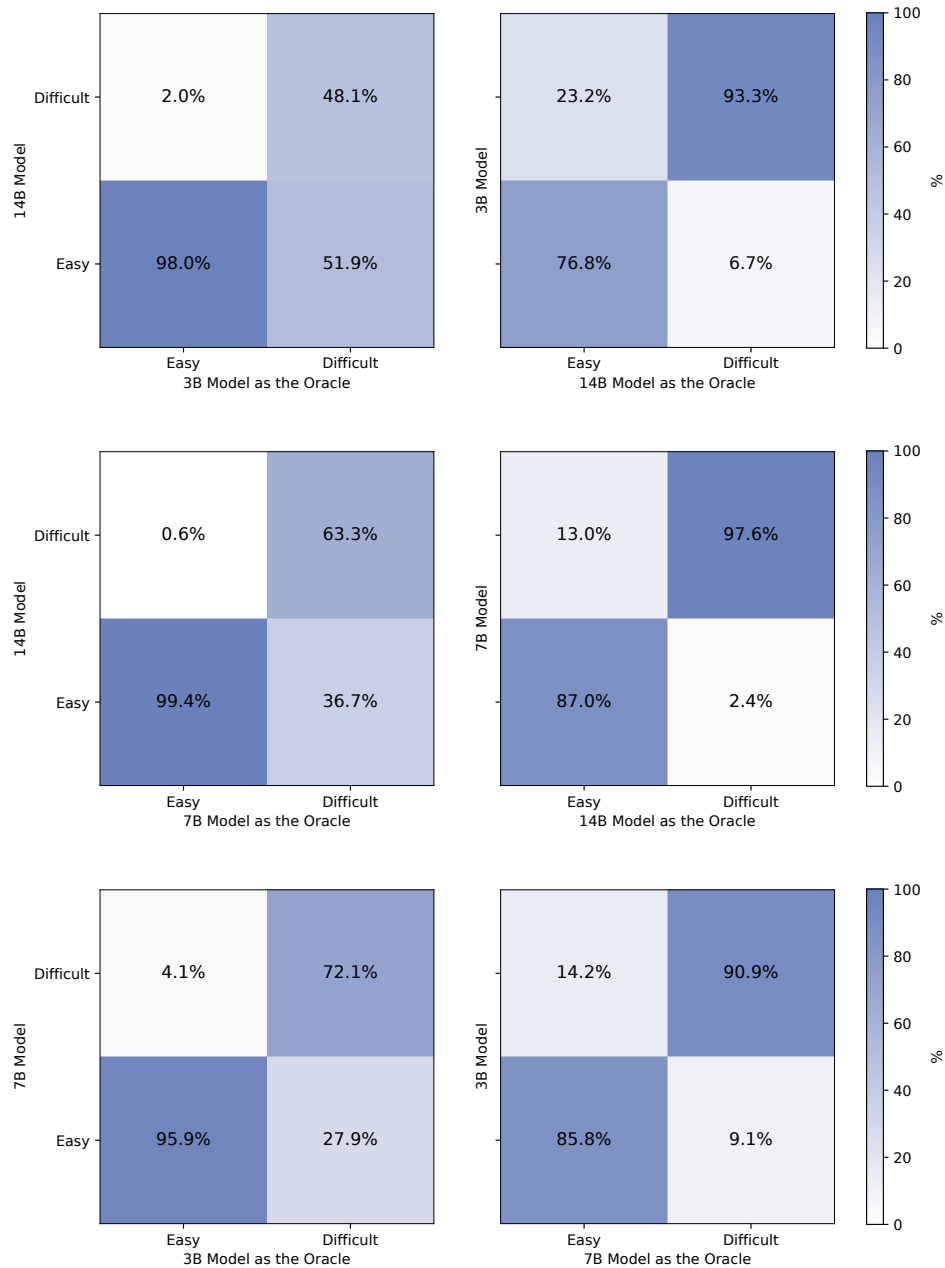 100
Difficult
2.0%
48.1%
23.2%
93.3%
80
14B Model
3B Model
60
%
40
Easy
98.0%
51.9%
76.8%
6.7%
20
0
Easy
Difficult
Easy
Difficult
3B Model as the Oracle
14B Model as the Oracle
100
Difficult
0.6%
63.3%
13.0%
97.6%
80
14B Model
7B Model
60
%
40
Easy
99.4%
36.7%
87.0%
2.4%
20
0
Easy
Difficult
Easy
Difficult
7B Model as the Oracle
14B Model as the Oracle
100
Difficult
4.1%
72.1%
14.2%
90.9%
80
7B Model
3B Model
60
%
40
Easy
95.9%
27.9%
85.8%
9.1%
20
0
Easy
Difficult
Easy
Difficult
3B Model as the Oracle
7B Model as the Oracle